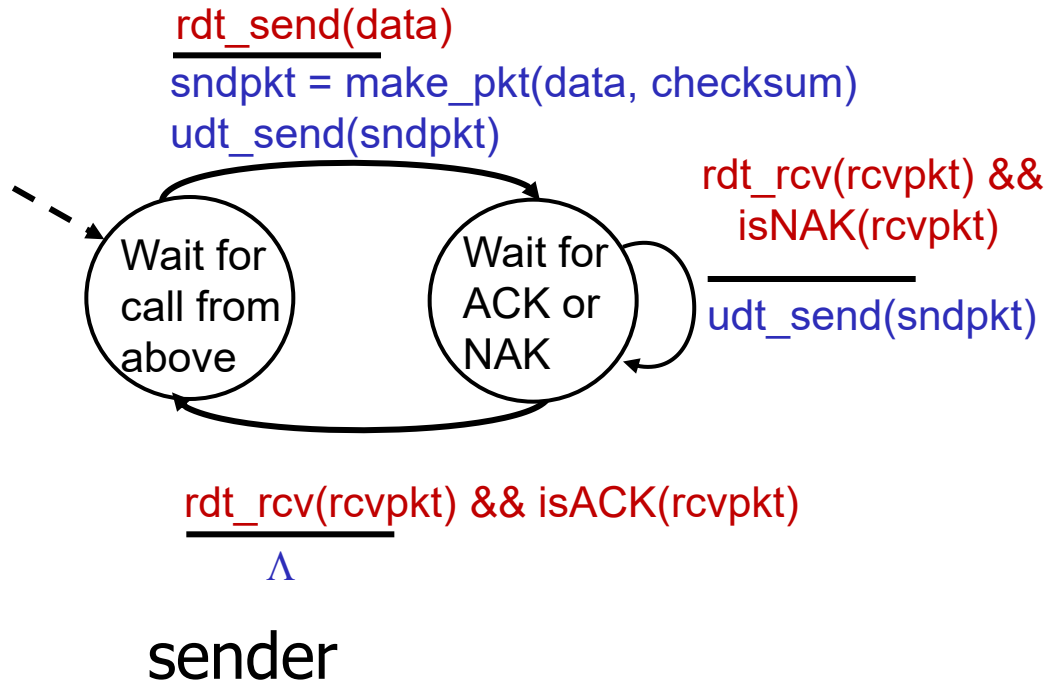 rdt_send(data)
sndpkt = make_pkt(data, checksum)
udt_send(sndpkt)
rdt_rcv(rcvpkt) &&
isNAK(rcvpkt)
udt_send(sndpkt)
Wait for
call from
above
Wait for
ACK or
NAK
rdt_rcv(rcvpkt) && isACK(rcvpkt)
Λ
sender